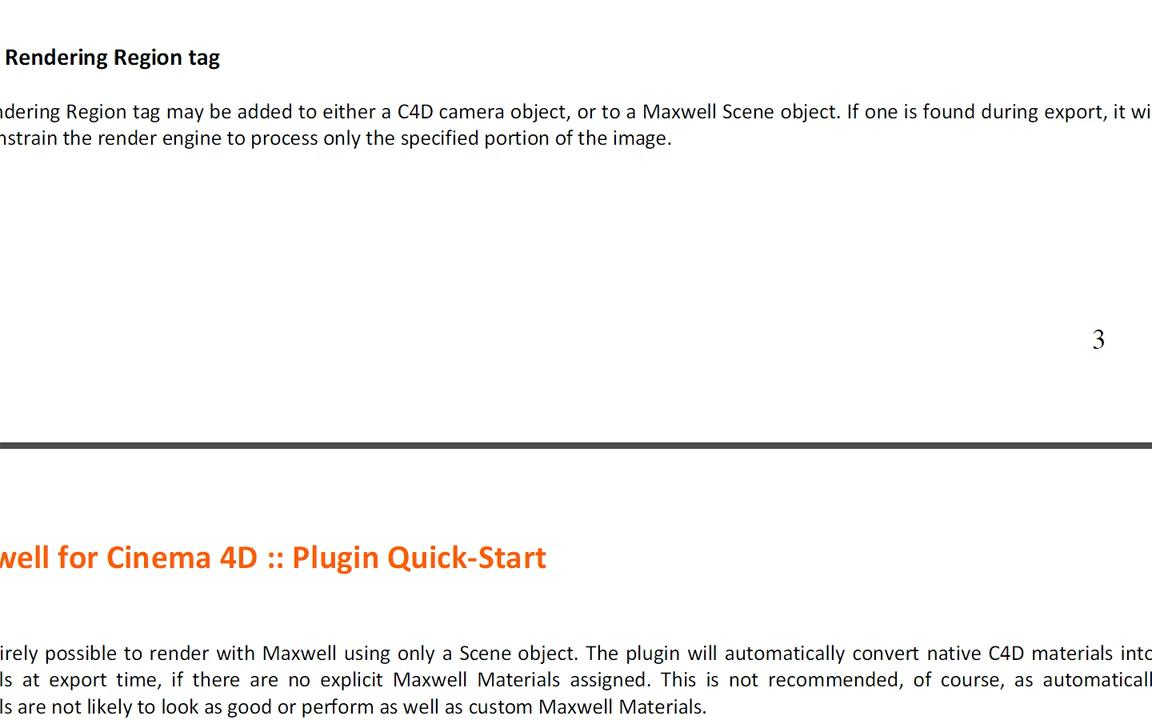 Rendering Region tag
ndering Region tag may be added to either a C4D camera object, or to a Maxwell Scene object. If one is found during export, it wi
nstrain the render engine to process only the specified portion of the image.
3
well for Cinema 4D :: Plugin Quick-Start
irely possible to render with Maxwell using only a Scene object. The plugin will automatically convert native C4D materials into
ls at export time, if there are no explicit Maxwell Materials assigned. This is not recommended, of course, as automaticall
ls are not likely to look as good or perform as well as custom Maxwell Materials.